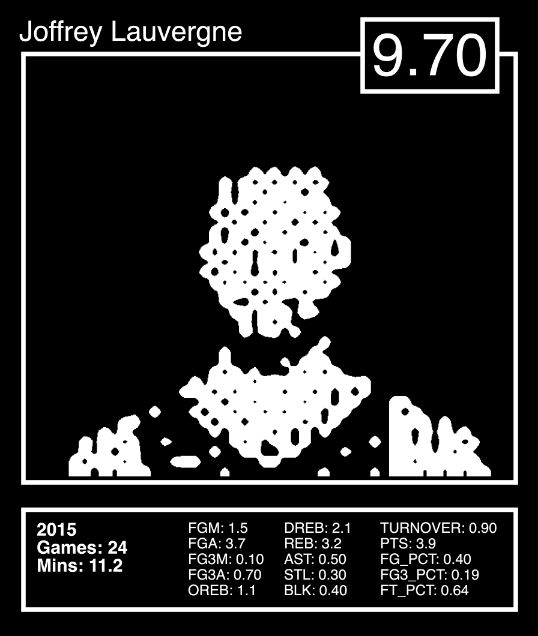 Joffrey Lauvergne
9.70
2015
Games: 24
Mins: 11.2
FGM: 1.5
FGA: 3.7
FG3M: 0.10
FG3A: 0.70
OREB: 1.1
DREB: 2.1
REB: 3.2
AST: 0.50
STL: 0.30
BLK: 0.40
TURNOVER: 0.90
PTS: 3.9
FG_PCT: 0.40
FG3_PCT: 0.19
FT_PCT: 0.64